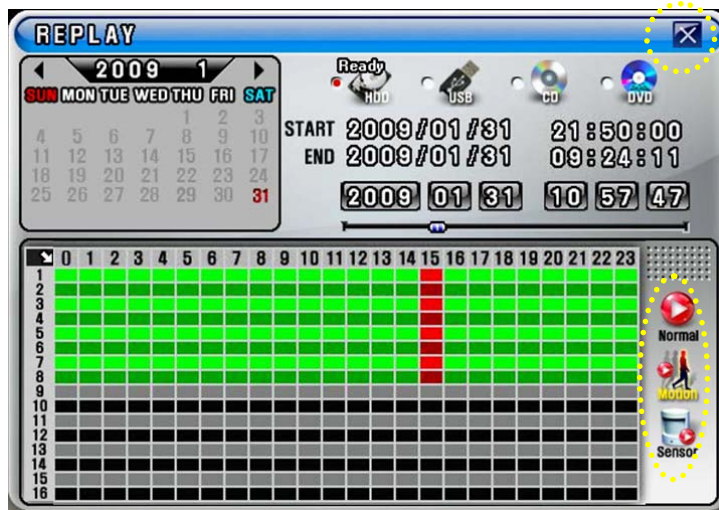 REPLAY
2009 1
SUN MON TUE WED THU FRI SAT
1 2 3
4 5 6 7 8 9 10
11 12 13 14 15 16 17
18 19 20 21 22 23 24
25 26 27 28 29 30 31
Ready
HDD USB CD DVD
START 2009/01/31 21:50:00
END 2009/01/31 09:24:11
2009 01 31 10 57 47
0 1 2 3 4 5 6 7 8 9 10 11 12 13 14 15 16 17 18 19 20 21 22 23
1
2
3
4
5
6
7
8
9
10
11
12
13
14
15
16
Normal
Motion
Sensor